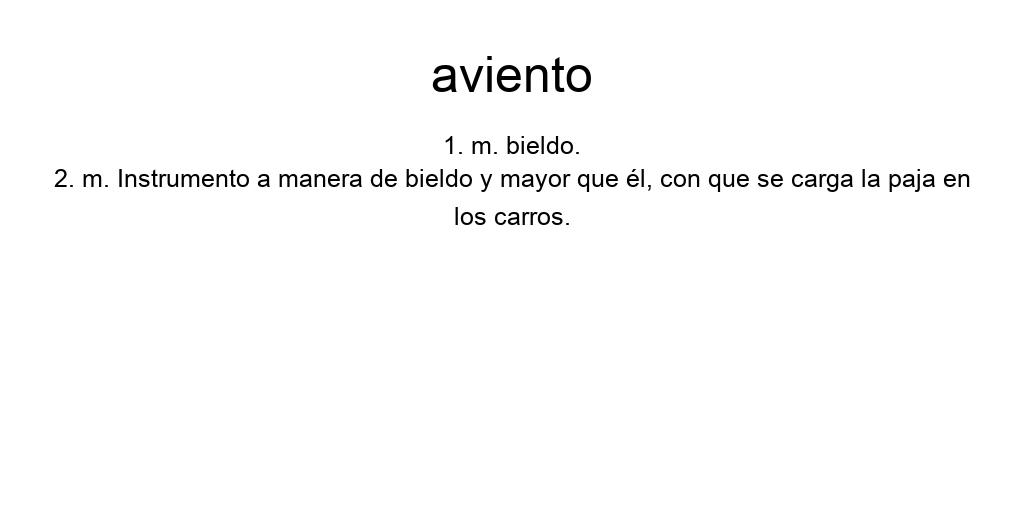 aviento
1. m. bieldo.
2. m. Instrumento a manera de bieldo y mayor que él, con que se carga la paja en
los carros.